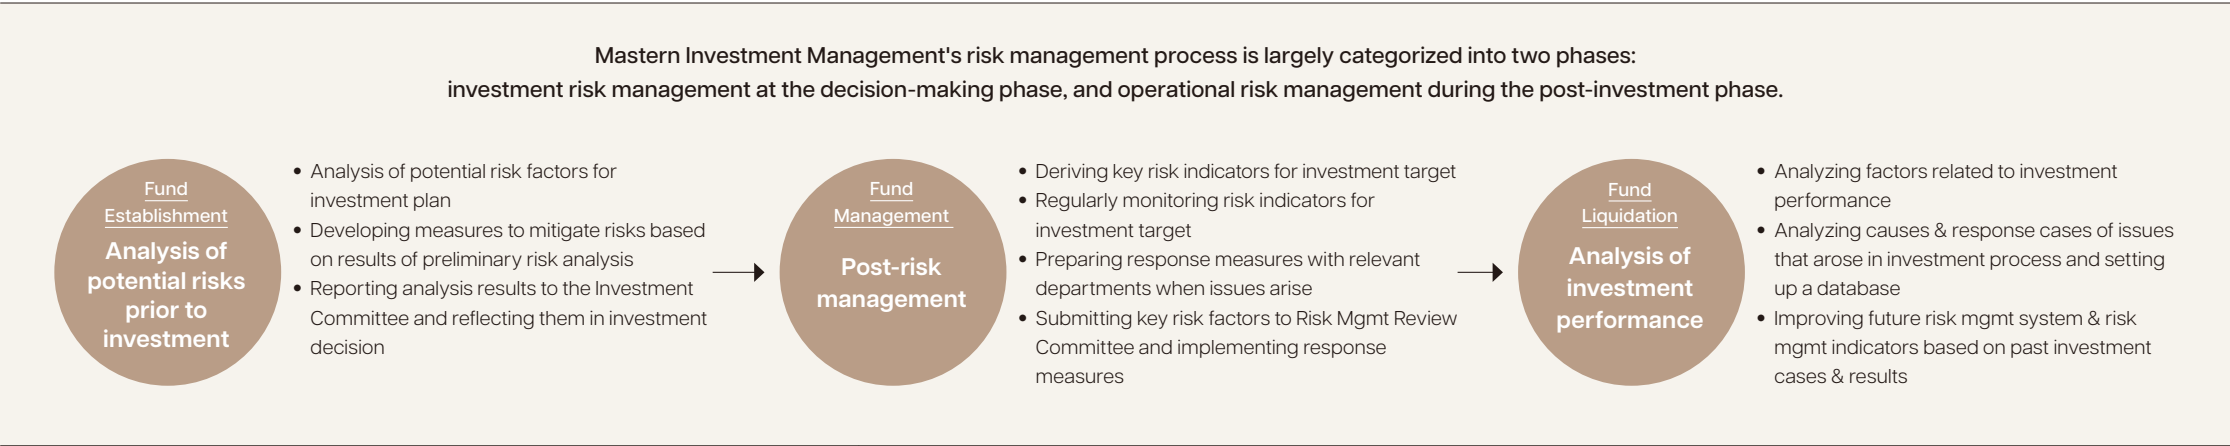 Mastern Investment Management's risk management process is largely categorized into two phases:
investment risk management at the decision-making phase, and operational risk management during the post-investment phase.
Fund
Establishment
Analysis of
potential risks
prior to
investment
• Analysis of potential risk factors for
investment plan
• Developing measures to mitigate risks based
on results of preliminary risk analysis
• Reporting analysis results to the Investment
Committee and reflecting them in investment
decision
Fund
Management
Post-risk
management
• Deriving key risk indicators for investment target
• Regularly monitoring risk indicators for
investment target
• Preparing response measures with relevant
departments when issues arise
• Submitting key risk factors to Risk Mgmt Review
Committee and implementing response
measures
Fund
Liquidation
Analysis of
investment
performance
• Analyzing factors related to investment
performance
• Analyzing causes & response cases of issues
that arose in investment process and setting
up a database
• Improving future risk mgmt system & risk
mgmt indicators based on past investment
cases & results